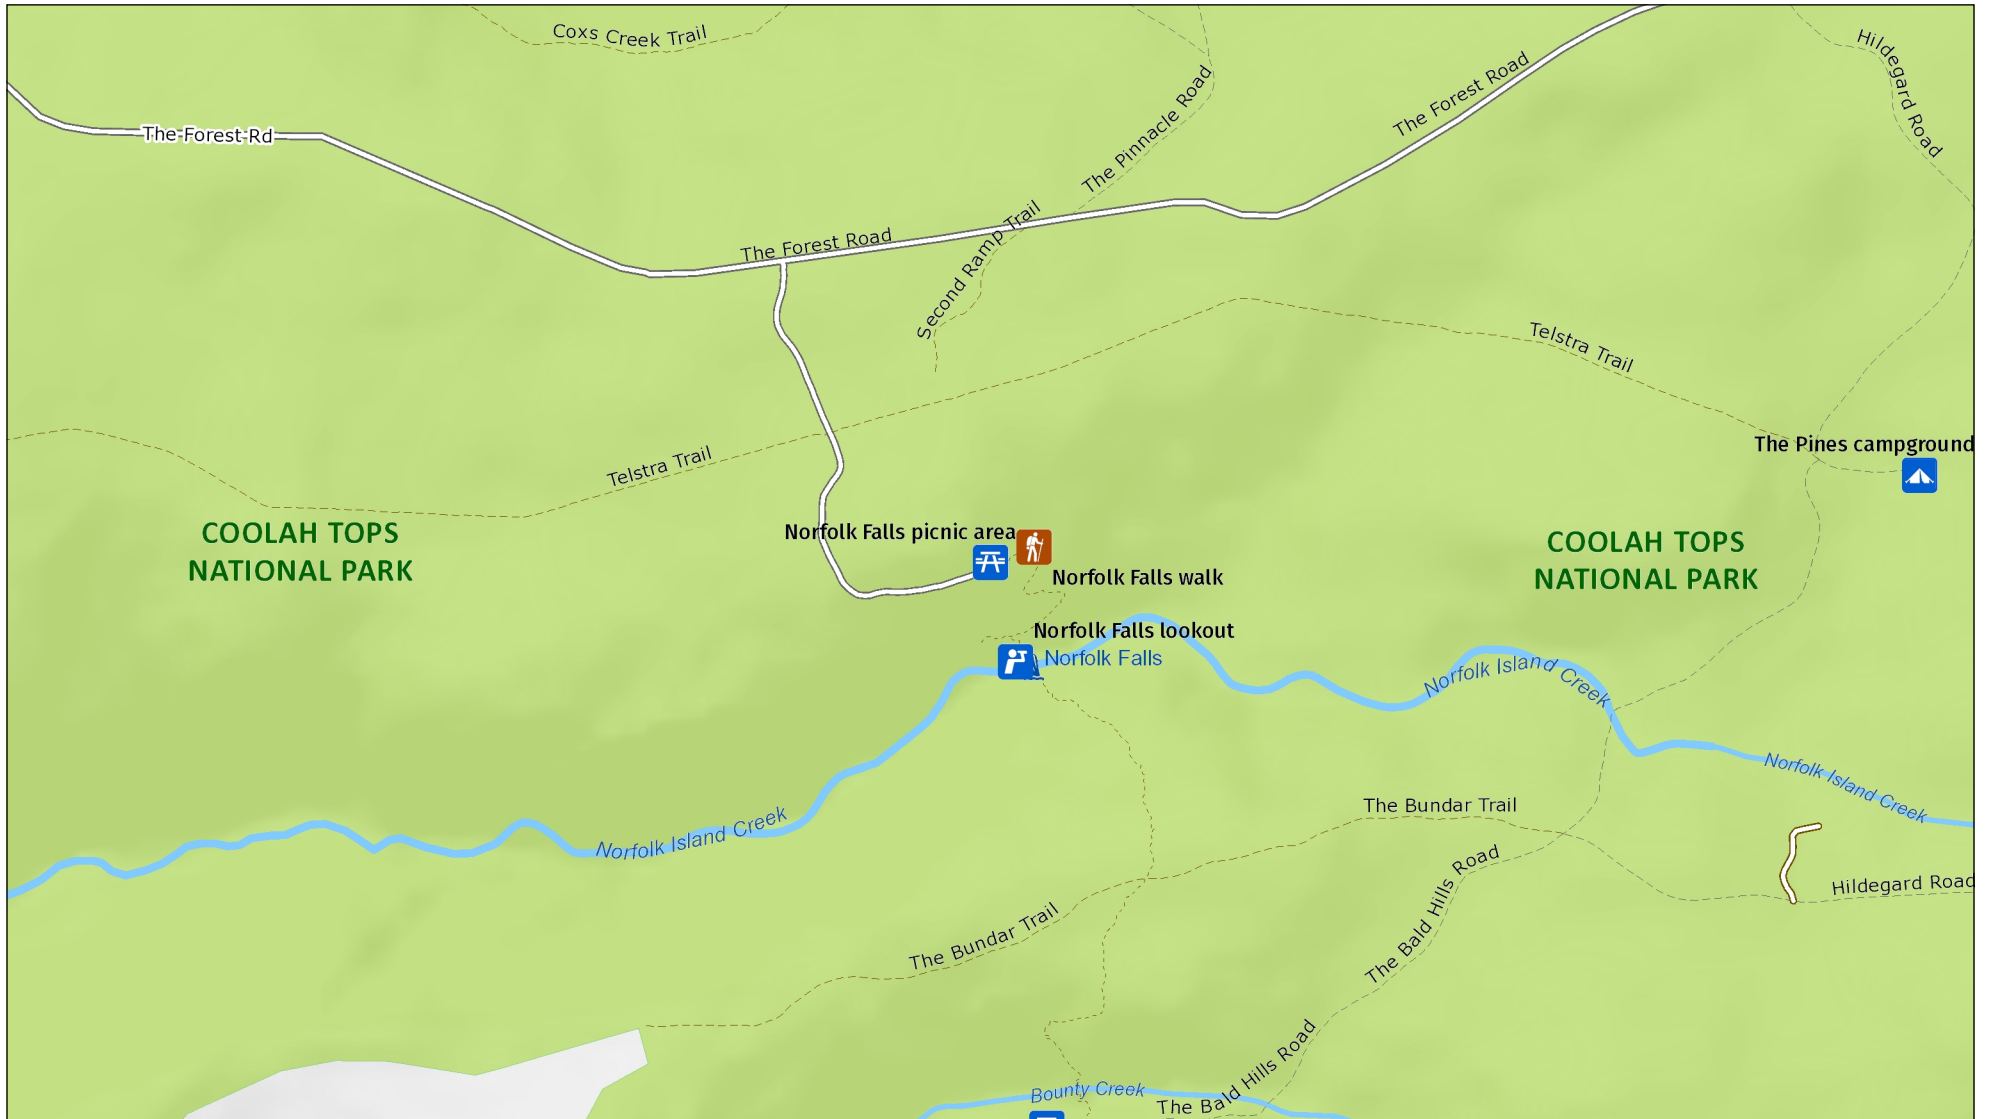 Coxs Creek Trail
Hildegard Road
The Forest Road
The Pinnacle Road
The Forest Rd
Second Ramp Trail
The Forest Road
Telstra Trail
The Pines campground
Telstra Trail
COOLAH TOPS
NATIONAL PARK
Norfolk Falls picnic area
COOLAH TOPS
NATIONAL PARK
Norfolk Falls walk
Norfolk Falls lookout
Norfolk Falls
Norfolk Island Creek
Norfolk Island Creek
The Bundar Trail
Norfolk Island Creek
The Bald Hills Road
Hildegard Road
The Bundar Trail
The Bald Hills Road
Bounty Creek